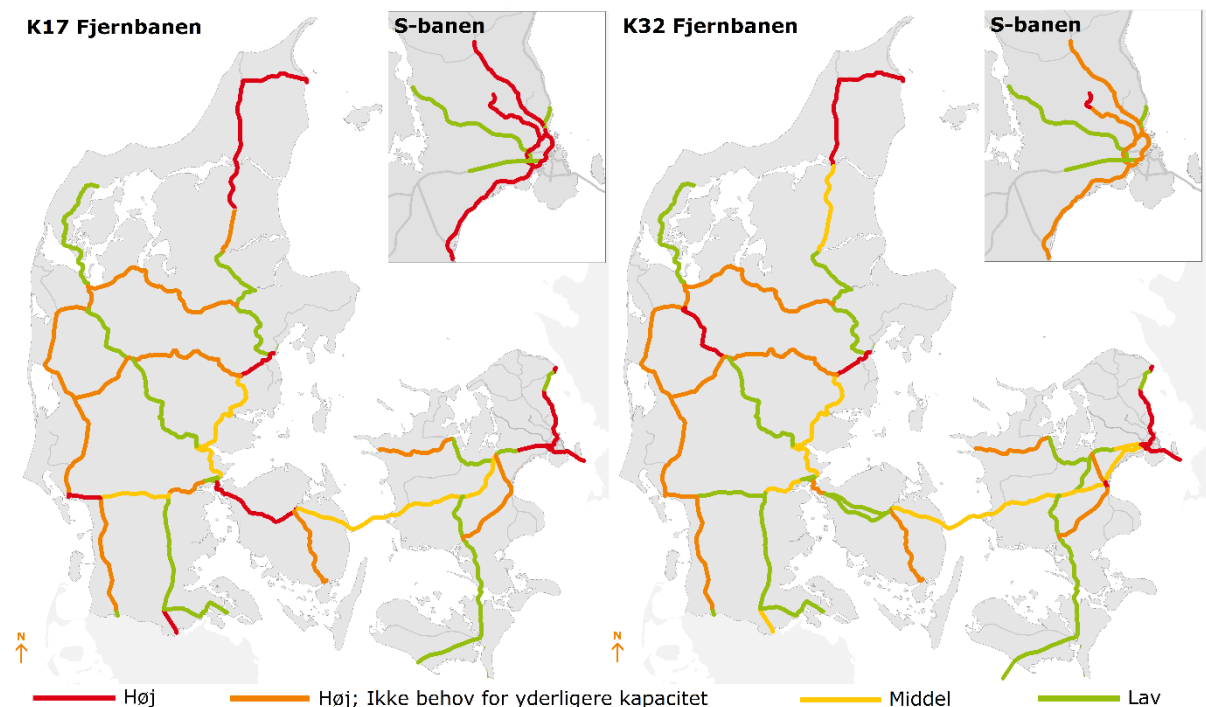 K17 Fjernbanen
S-banen
K32 Fjernbanen
S-banen
N
N
Høj
Høj; Ikke behov for yderligere kapacitet
Middel
Lav